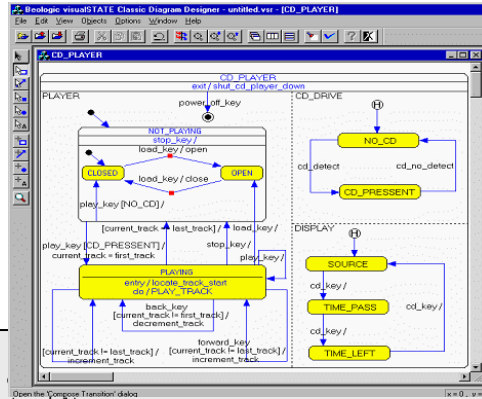 Beologic visualSTATE Classic Diagram Designer - untitled.vsr - [CD_PLAYER]
File Edit View Objects Options Window Help
CD_PLAYER
CD_PLAYER
exit / shut_cd_player_down
PLAYER
power_off_key
CD_DRIVE
NOT_PLAYING
stop_key /
load_key / open
CLOSED
OPEN
load_key / close
play_key [NO_CD] /
H
NO_CD
cd_detect
cd_no_detect
CD_PRESSENT
[current_track = last_track] /
load_key /
play_key [CD_PRESSENT] /
current_track = first_track
stop_key /
play_key /
DISPLAY
H
SOURCE
cd_key /
TIME_PASS
cd_key /
cd_key /
TIME_LEFT
PLAYING
entry / locate_track_start
do / PLAY_TRACK
back_key
[current_track != first_track] /
decrement_track
[current_track != last_track] /
increment_track
forward_key
[current_track != last_track] /
increment_track
Open the 'Compose Transition' dialog
x = 0 ,